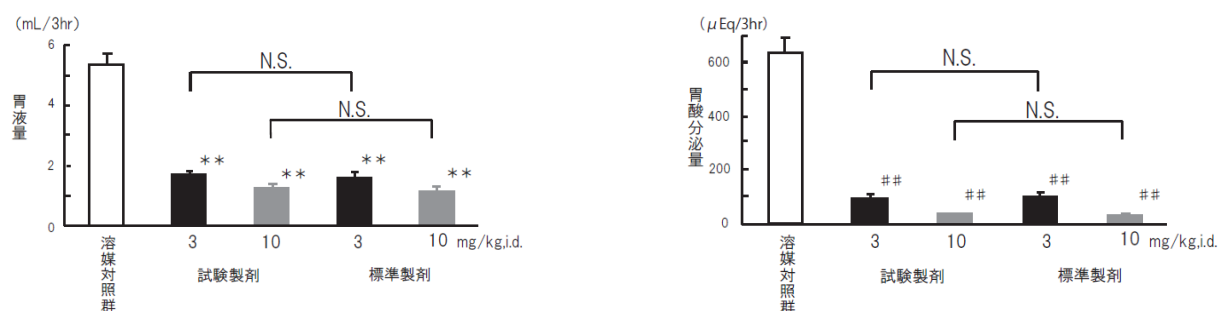 (mL/3hr)
6
4
2
0
胃液量
N.S.
N.S.
**
**
**
**
3
10
3
10 mg/kg,i.d.
溶媒対照群
試験製剤
標準製剤
(μEq/3hr)
600
400
200
0
胃酸分泌量
N.S.
N.S.
##
##
##
##
3
10
3
10 mg/kg,i.d.
溶媒対照群
試験製剤
標準製剤